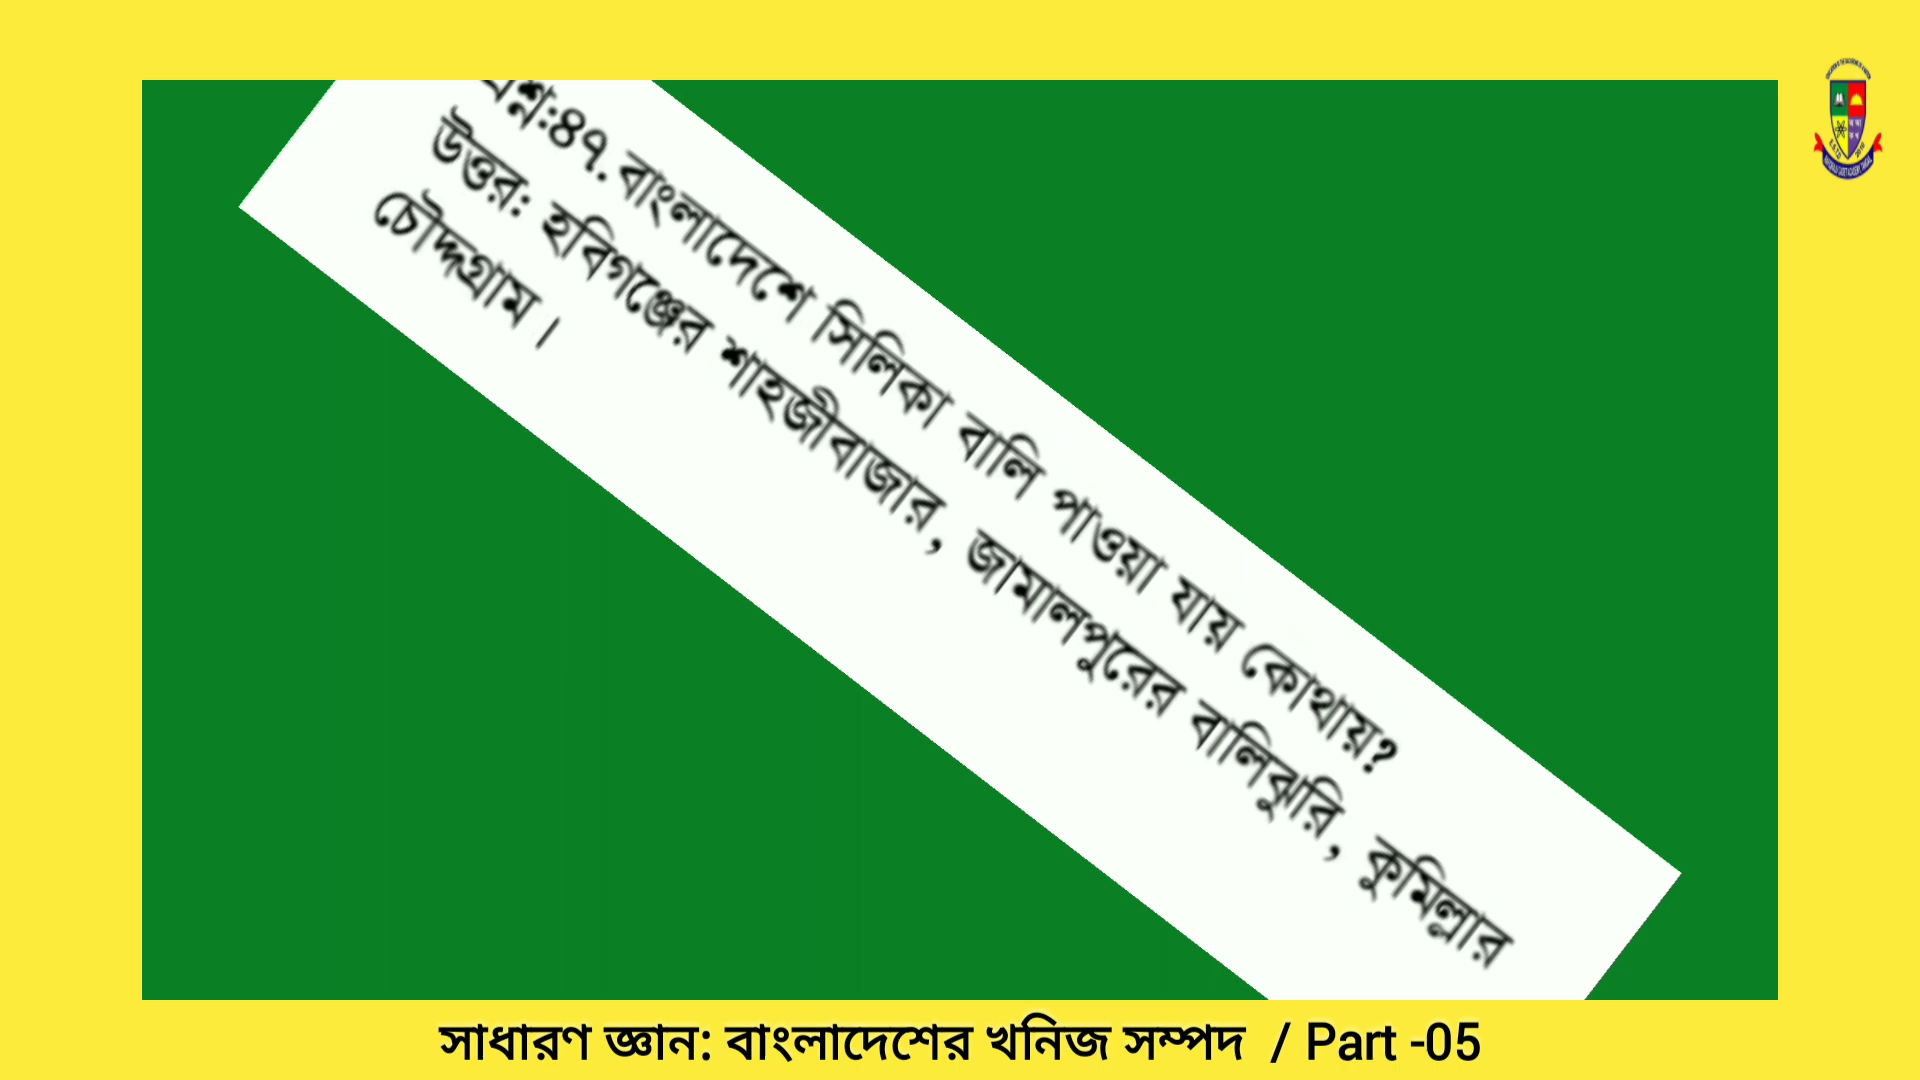 প্রশ্ন:৪৭. বাংলাদেশে সিলিকা বালি পাওয়া যায় কোথায়?
উত্তর: হবিগঞ্জের শাহজীবাজার, জামালপুরের বালিঝুরি, কুমিল্লার
চৌদ্দগ্রাম।
সাধারণ জ্ঞান: বাংলাদেশের খনিজ সম্পদ / Part -05